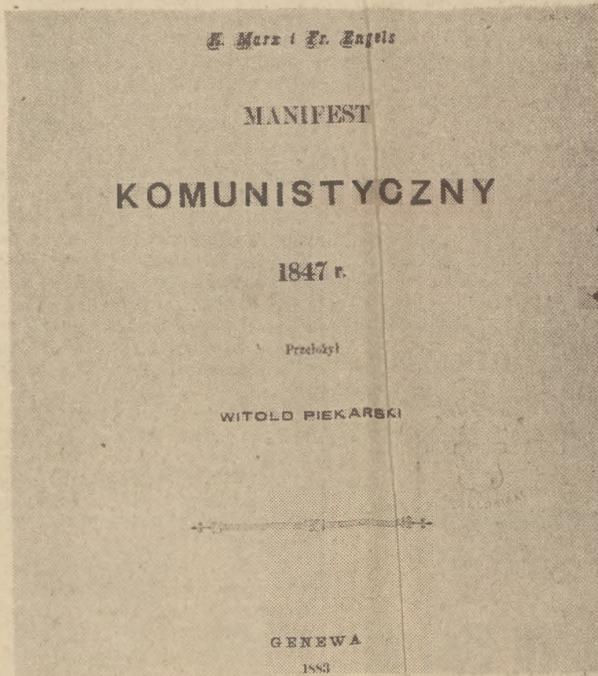 K. Marx i Fr. Engels
MANIFEST
KOMUNISTYCZNY
1847 r.
Przełożył
WITOLD PIEKARSKI
GENEWA
1883